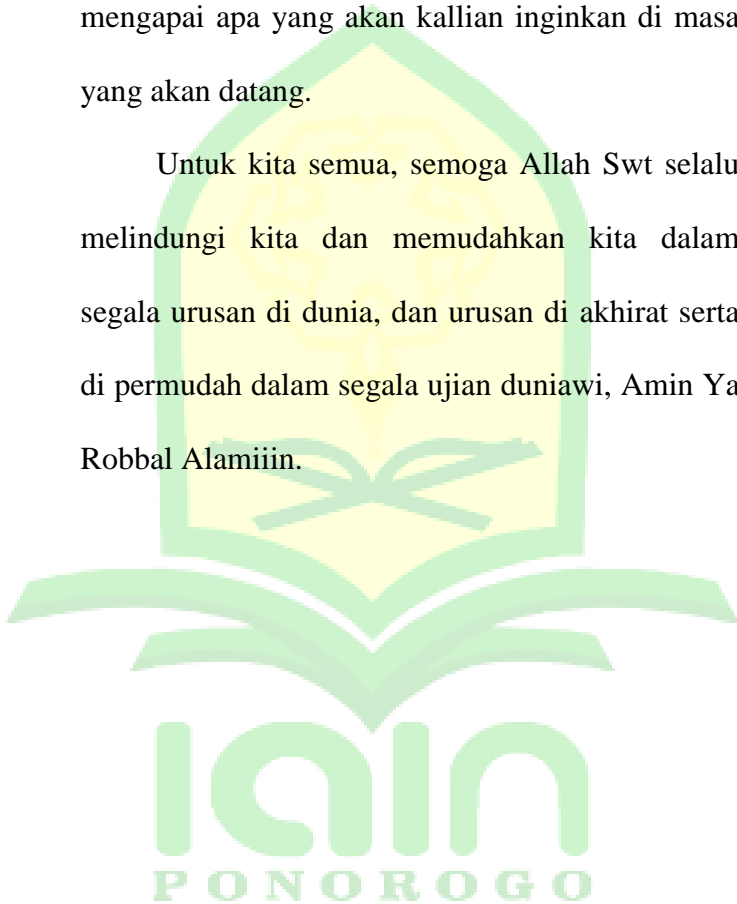 mengapai apa yang akan kallian inginkan di masa
yang akan datang.
Untuk kita semua, semoga Allah Swt selalu
melindungi kita dan memudahkan kita dalam
segala urusan di dunia, dan urusan di akhirat serta
di permudah dalam segala ujian duniawi, Amin Ya
Robbal Alamiiin.
iain
PONOROGO